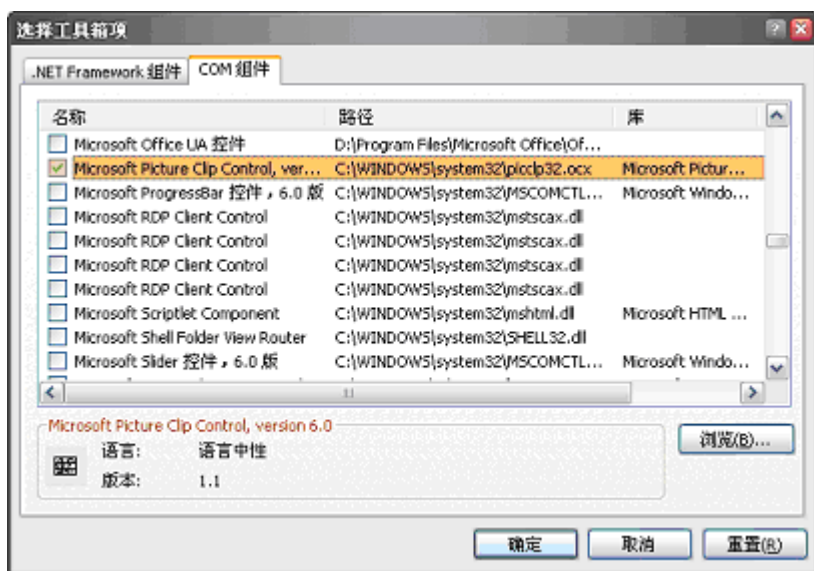 选择工具箱项
.NET Framework 组件 COM 组件
名称 路径 库
Microsoft Office UA 控件 D:\Program Files\Microsoft Office\Of...
Microsoft Picture Clip Control, ver... C:\WINDOWS\system32\picclp32.ocx Microsoft Pictur...
Microsoft ProgressBar 控件，6.0 版 C:\WINDOWS\system32\MSCOMCTL... Microsoft Windo...
Microsoft RDP Client Control C:\WINDOWS\system32\mstscax.dll
Microsoft RDP Client Control C:\WINDOWS\system32\mstscax.dll
Microsoft RDP Client Control C:\WINDOWS\system32\mstscax.dll
Microsoft RDP Client Control C:\WINDOWS\system32\mstscax.dll
Microsoft Scriptlet Component C:\WINDOWS\system32\mshtml.dll Microsoft HTML ...
Microsoft Shell Folder View Router C:\WINDOWS\system32\SHELL32.dll
Microsoft Slider 控件，6.0 版 C:\WINDOWS\system32\MSCOMCTL... Microsoft Windo...
Microsoft Picture Clip Control, version 6.0
浏览(B)...
语言: 语言中性
版本: 1.1
确定 取消 重置(R)